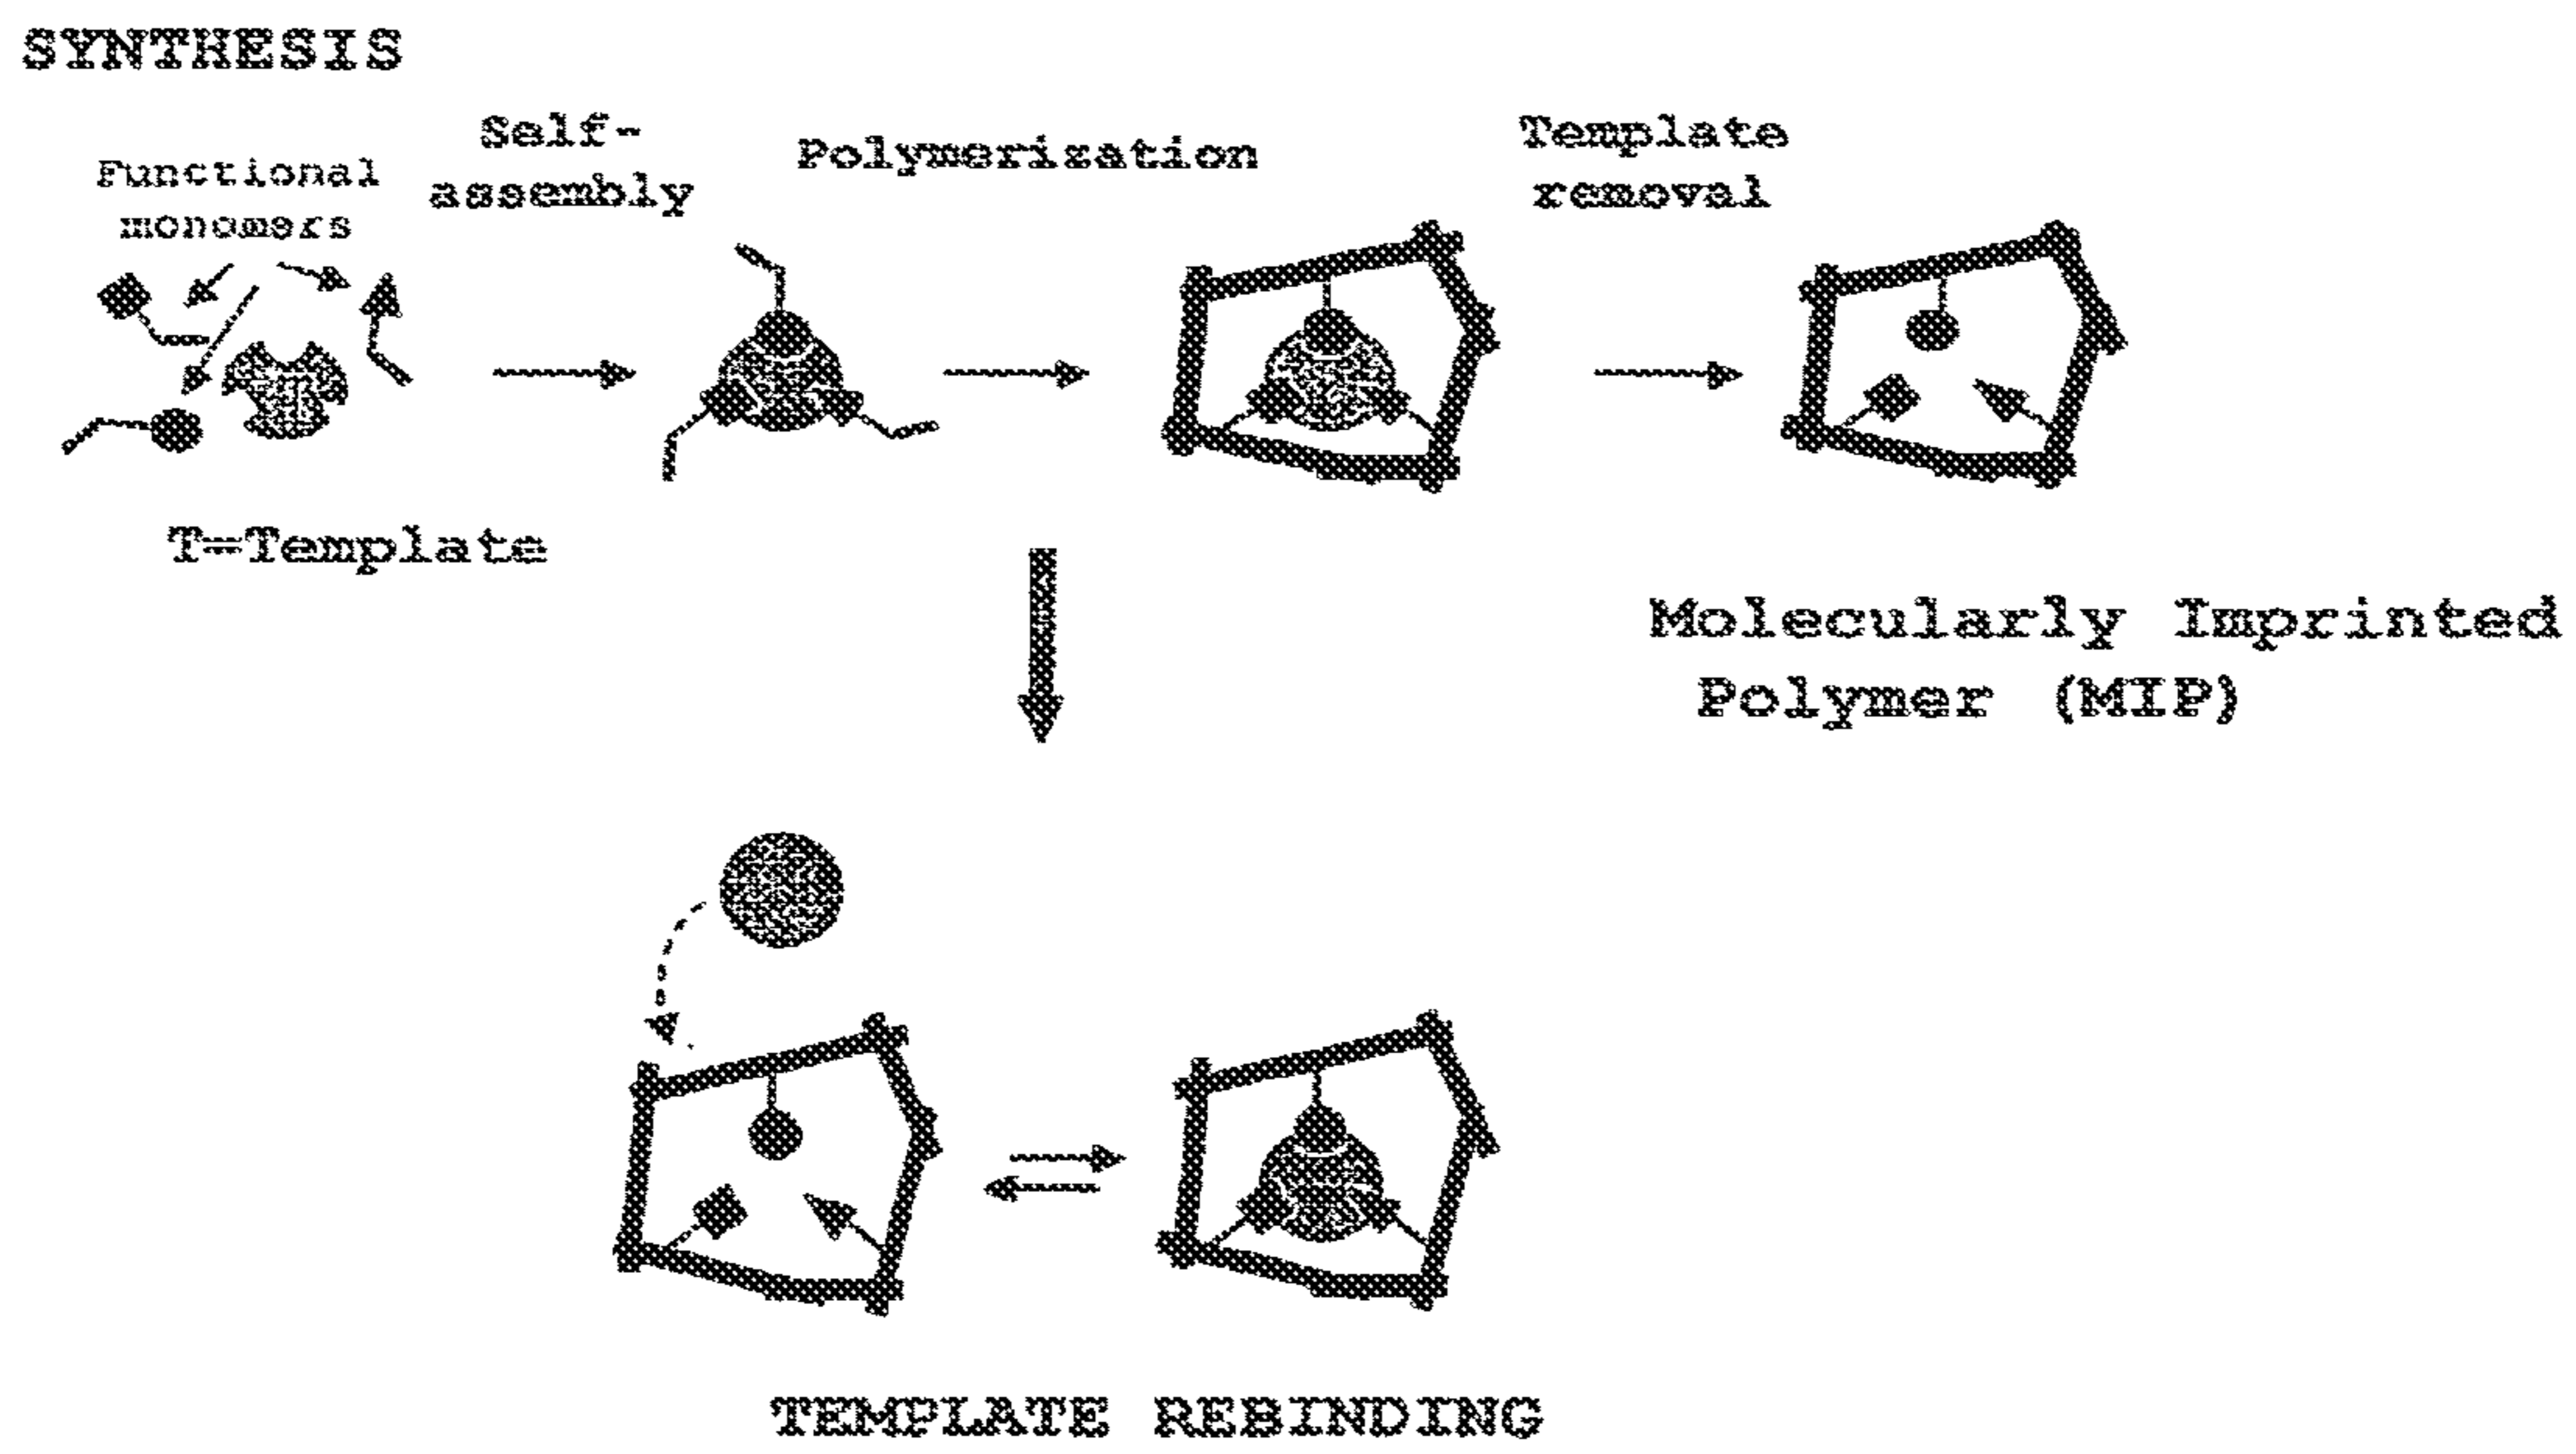 SYNTHESIS
Functional
monomers
Self-
assembly
Polymerization
Template
removal
T=Template
Molecularly Imprinted
Polymer (MIP)
TEMPLATE REBINDING